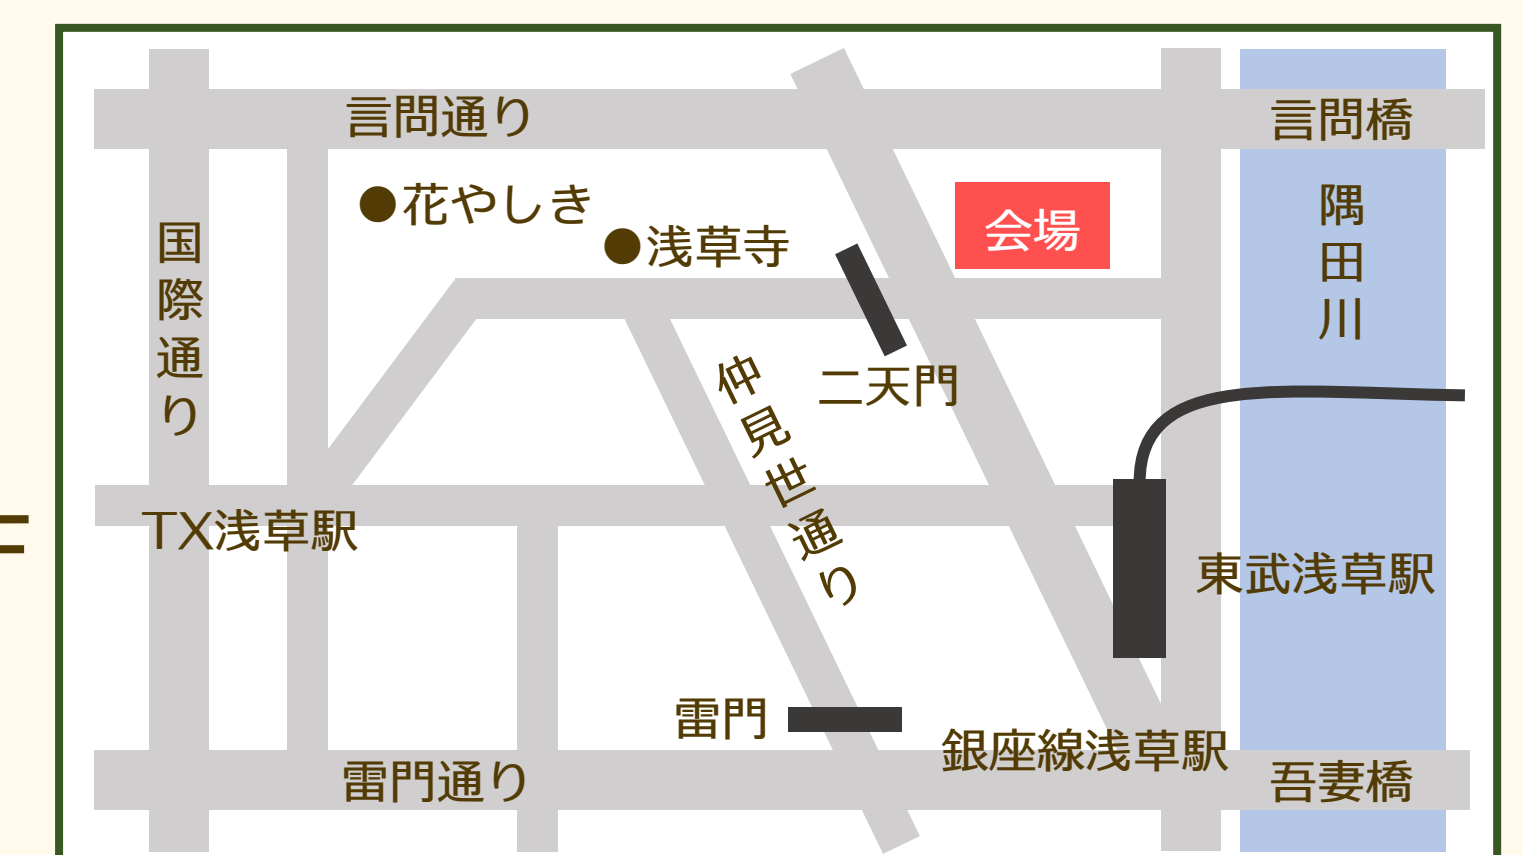 言問通り
言問橋
●花やしき
●浅草寺
会場
国際通り
隅田川
仲見世通り
二天門
TX浅草駅
東武浅草駅
雷門
銀座線浅草駅
雷門通り
吾妻橋